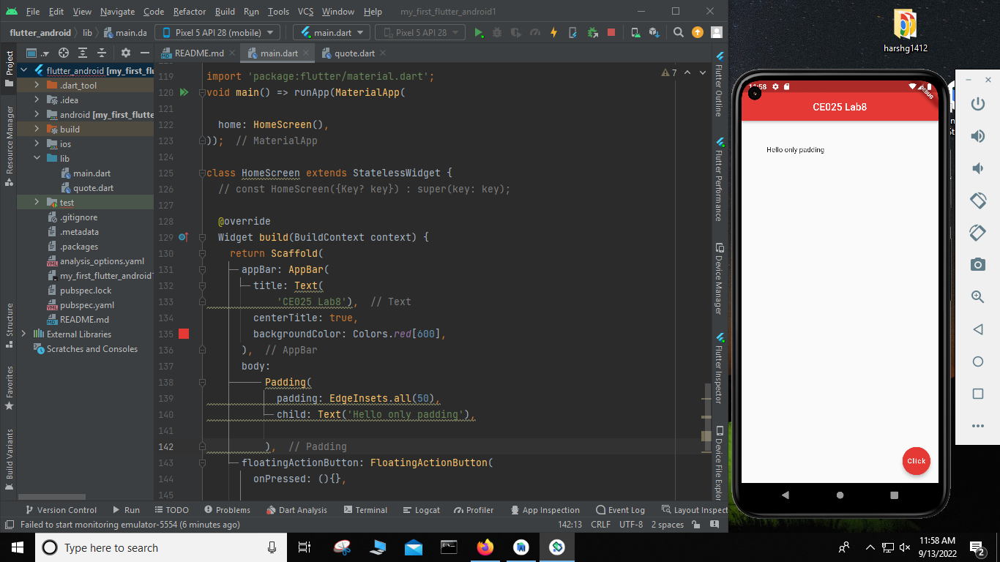 File Edit View Navigate Code Refactor Build Run Tools VCS Window Help my_first_flutter_android1
flutter_android lib main.da Pixel 5 API 28 (mobile) main.dart Pixel 5 API 28
Project
README.md main.dart quote.dart
flutter_android [my_first_flu
.dart_tool
.idea
android [my_first_flutte
build
ios
lib
main.dart
quote.dart
test
.gitignore
.metadata
.packages
analysis_options.yaml
my_first_flutter_android1
pubspec.lock
pubspec.yaml
README.md
External Libraries
Scratches and Consoles
Resource Manager
Structure
Favorites
Build Variants
7
119 import 'package:flutter/material.dart';
120 void main() => runApp(MaterialApp(
121
122 home: HomeScreen(),
123 )); // MaterialApp
124
125 class HomeScreen extends StatelessWidget {
126 // const HomeScreen({Key? key}) : super(key: key);
127
128 @override
129 Widget build(BuildContext context) {
130 return Scaffold(
131 appBar: AppBar(
132 title: Text(
133 'CE025 Lab8'), // Text
134 centerTitle: true,
135 backgroundColor: Colors.red[600],
136 ), // AppBar
137 body:
138 Padding(
139 padding: EdgeInsets.all(50),
140 child: Text('Hello only padding'),
141
142 ), // Padding
143 floatingActionButton: FloatingActionButton(
144 onPressed: (){},
145
Flutter Outline
Flutter Performance
Device Manager
Flutter Inspector
Device File Explor
Version Control Run TODO Problems Dart Analysis Terminal Logcat Profiler App Inspection Event Log Layout Inspect
Failed to start monitoring emulator-5554 (6 minutes ago) 142:13 CRLF UTF-8 2 spaces
harshg1412
11:58
DEBUG
CE025 Lab8
Hello only padding
Click
Type here to search
11:58 AM
9/13/2022
2